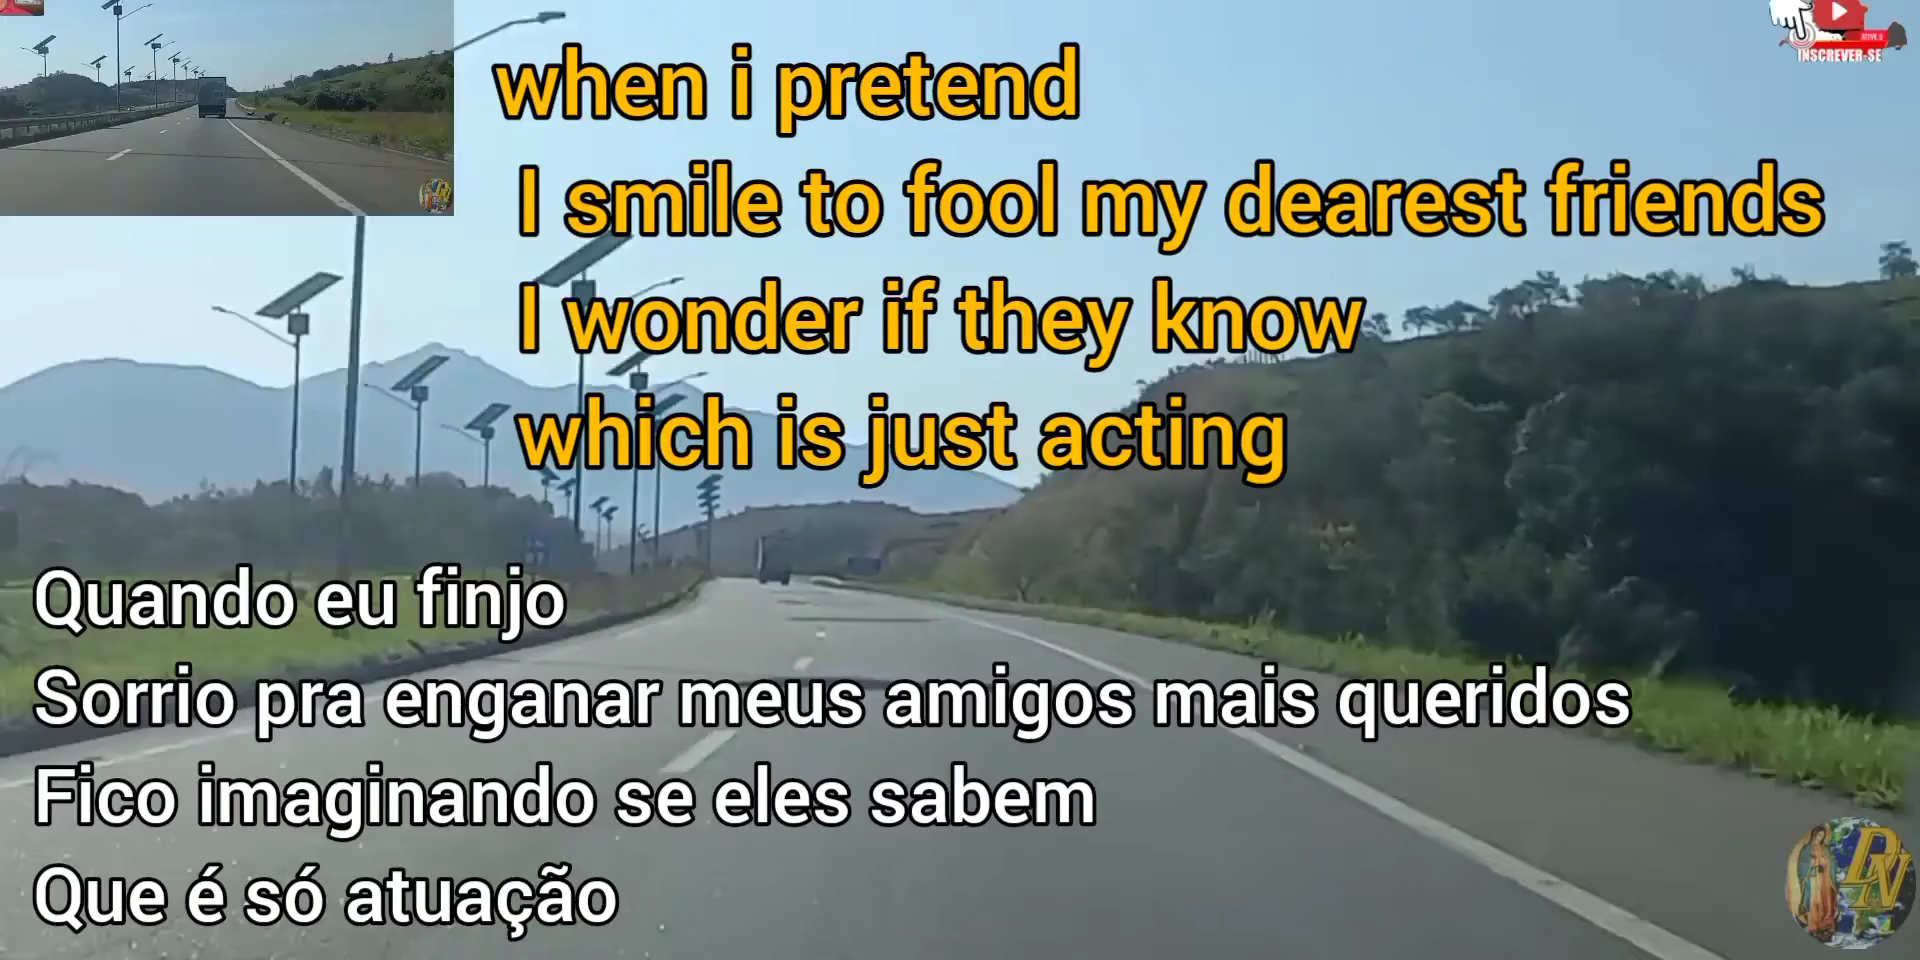 INSCREVER-SE
when i pretend
I smile to fool my dearest friends
I wonder if they know
which is just acting
Quando eu finjo
Sorrio pra enganar meus amigos mais queridos
Fico imaginando se eles sabem
Que é só atuação
DN